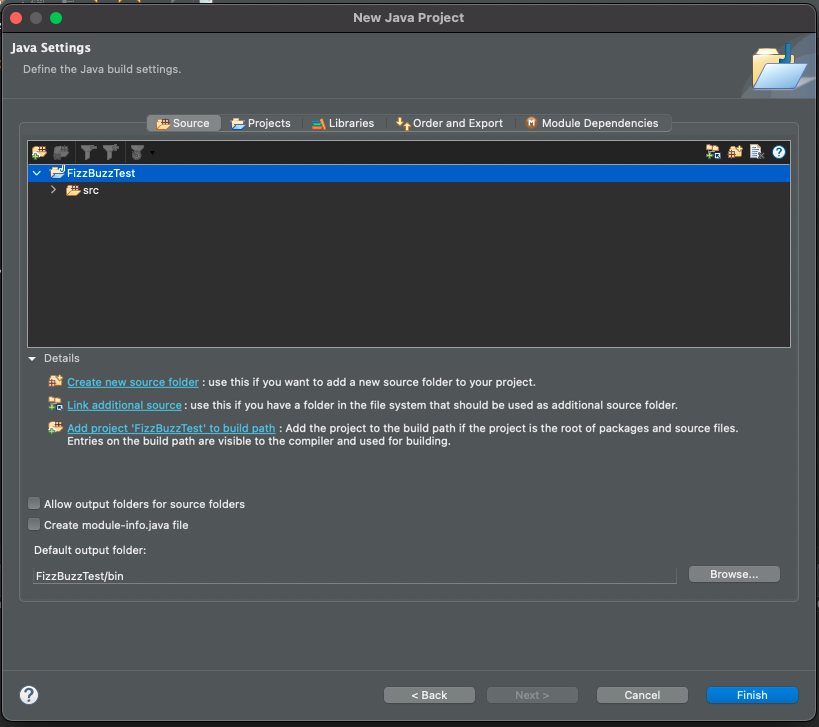 New Java Project
Java Settings
Define the Java build settings.
Source Projects Libraries Order and Export Module Dependencies
FizzBuzzTest
src
Details
Create new source folder : use this if you want to add a new source folder to your project.
Link additional source : use this if you have a folder in the file system that should be used as additional source folder.
Add project 'FizzBuzzTest' to build path : Add the project to the build path if the project is the root of packages and source files.
Entries on the build path are visible to the compiler and used for building.
Allow output folders for source folders
Create module-info.java file
Default output folder:
FizzBuzzTest/bin
Browse...
< Back Next > Cancel Finish